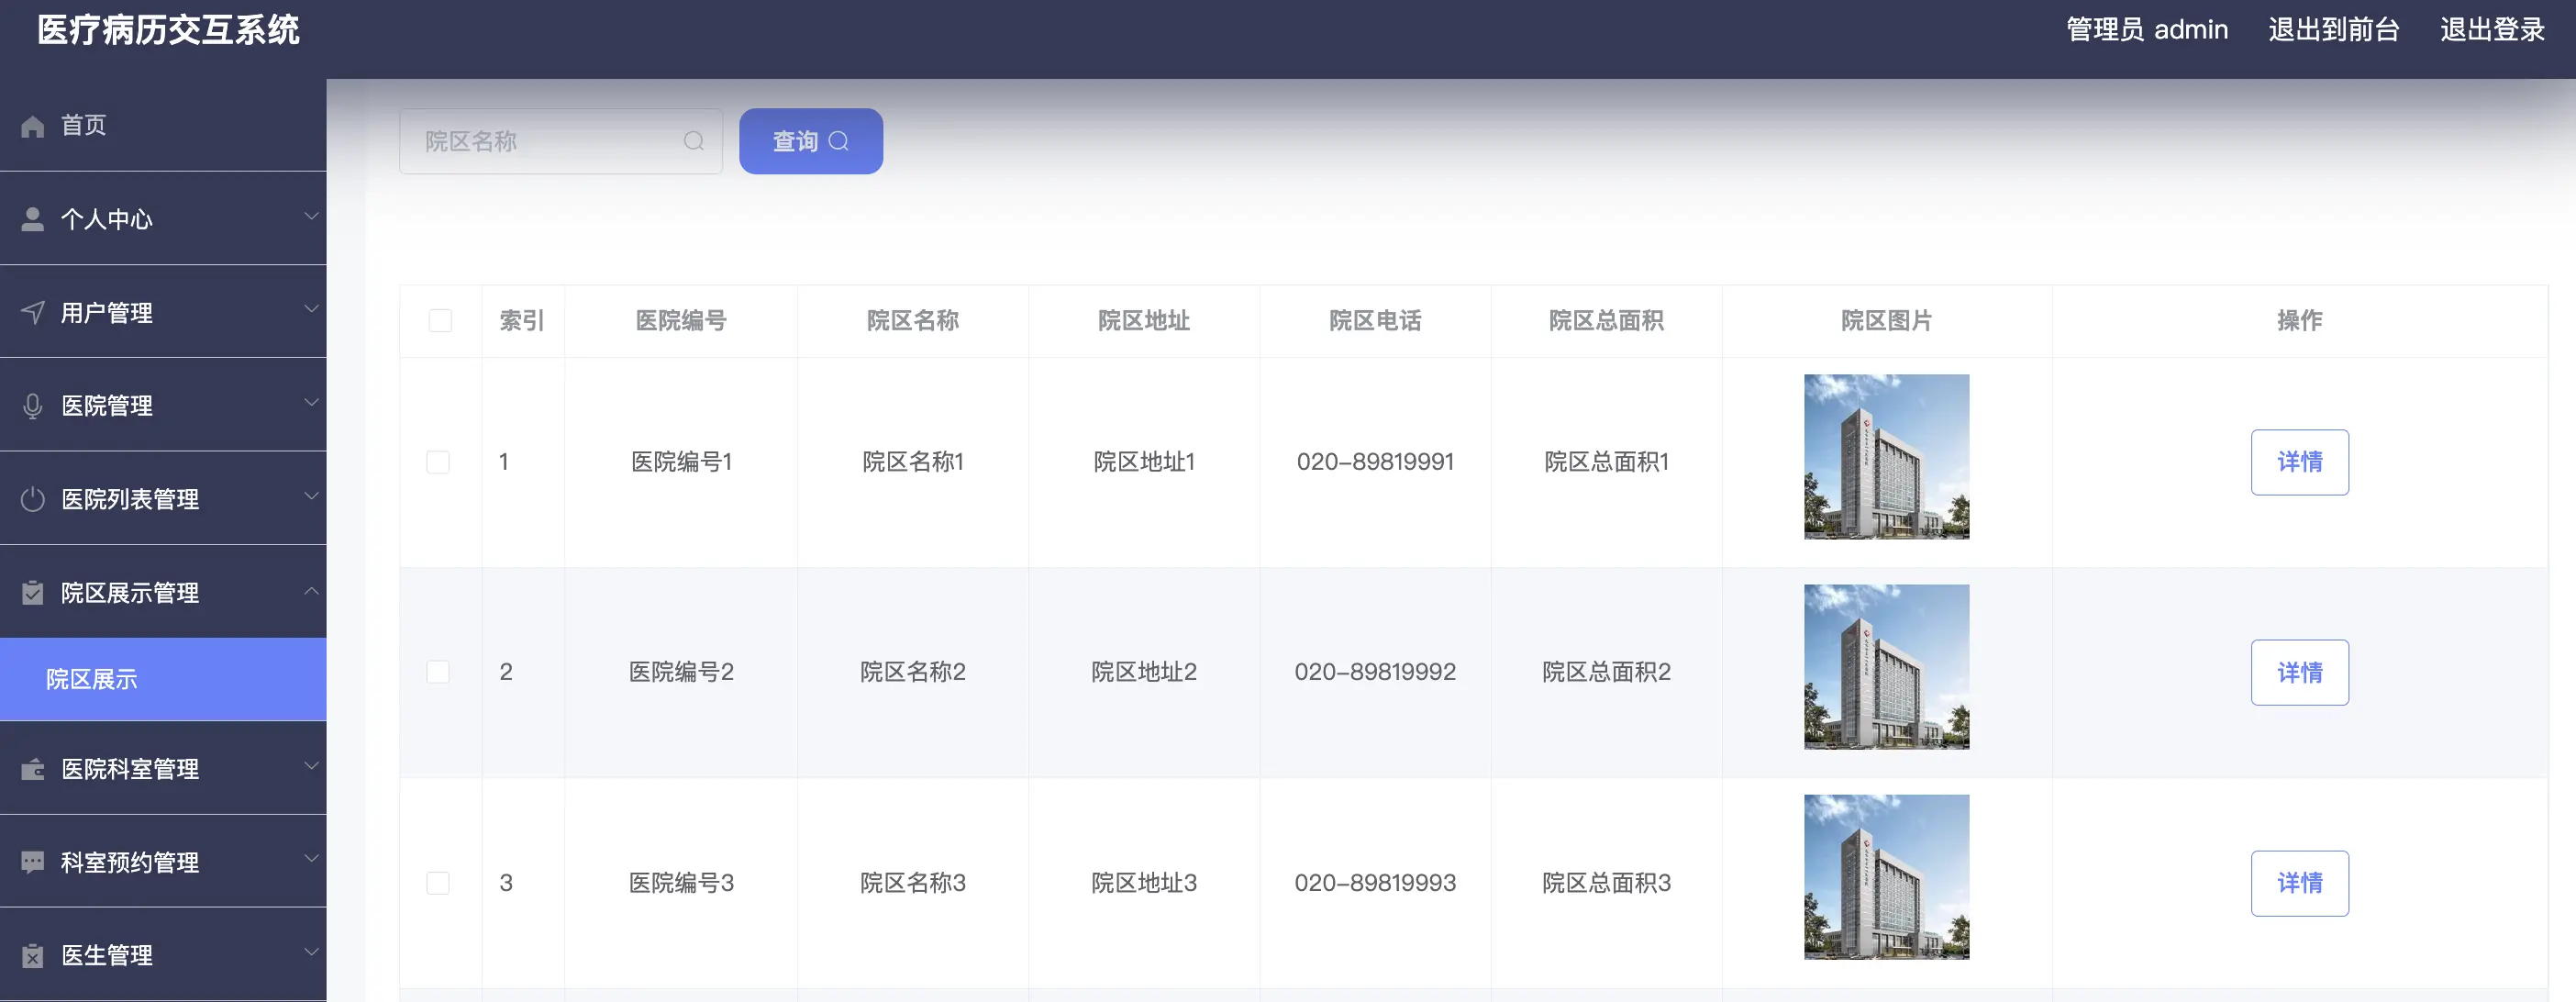 医疗病历交互系统
管理员 admin 退出到前台 退出登录
首页
个人中心
用户管理
医院管理
医院列表管理
院区展示管理
院区展示
医院科室管理
科室预约管理
医生管理
院区名称 查询
索引 医院编号 院区名称 院区地址 院区电话 院区总面积 院区图片 操作
1 医院编号1 院区名称1 院区地址1 020-89819991 院区总面积1 详情
2 医院编号2 院区名称2 院区地址2 020-89819992 院区总面积2 详情
3 医院编号3 院区名称3 院区地址3 020-89819993 院区总面积3 详情